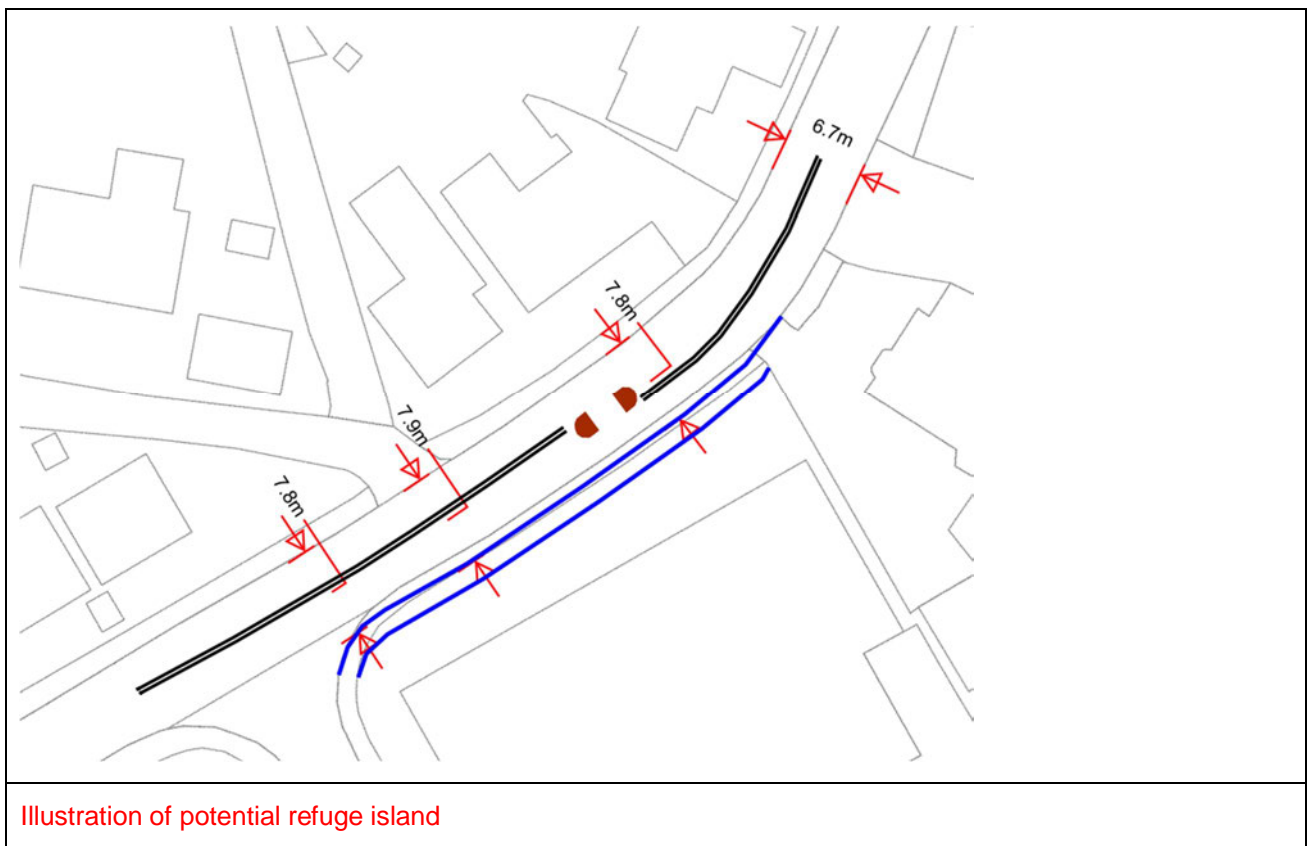 6.7m
7.8m
7.9m
7.8m
Illustration of potential refuge island